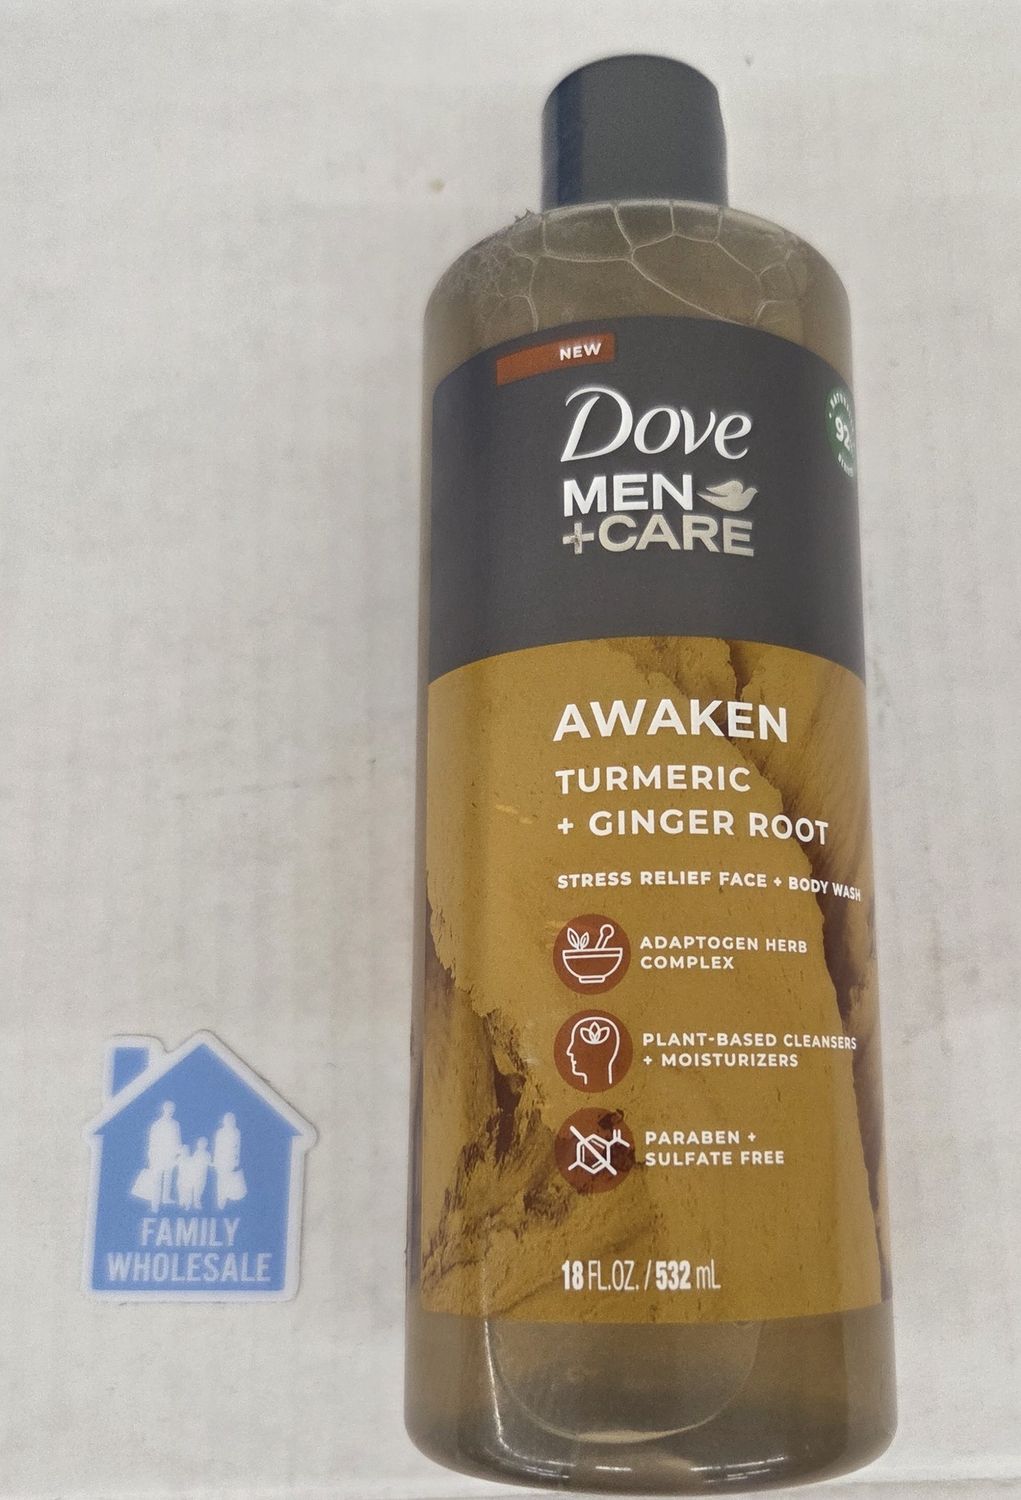 NEW
Dove
MEN
+CARE
92
AWAKEN
TURMERIC
+ GINGER ROOT
STRESS RELIEF FACE + BODY WASH
ADAPTOGEN HERB
COMPLEX
PLANT-BASED CLEANSERS
+ MOISTURIZERS
PARABEN +
SULFATE FREE
18 FL.OZ. / 532 mL
FAMILY
WHOLESALE